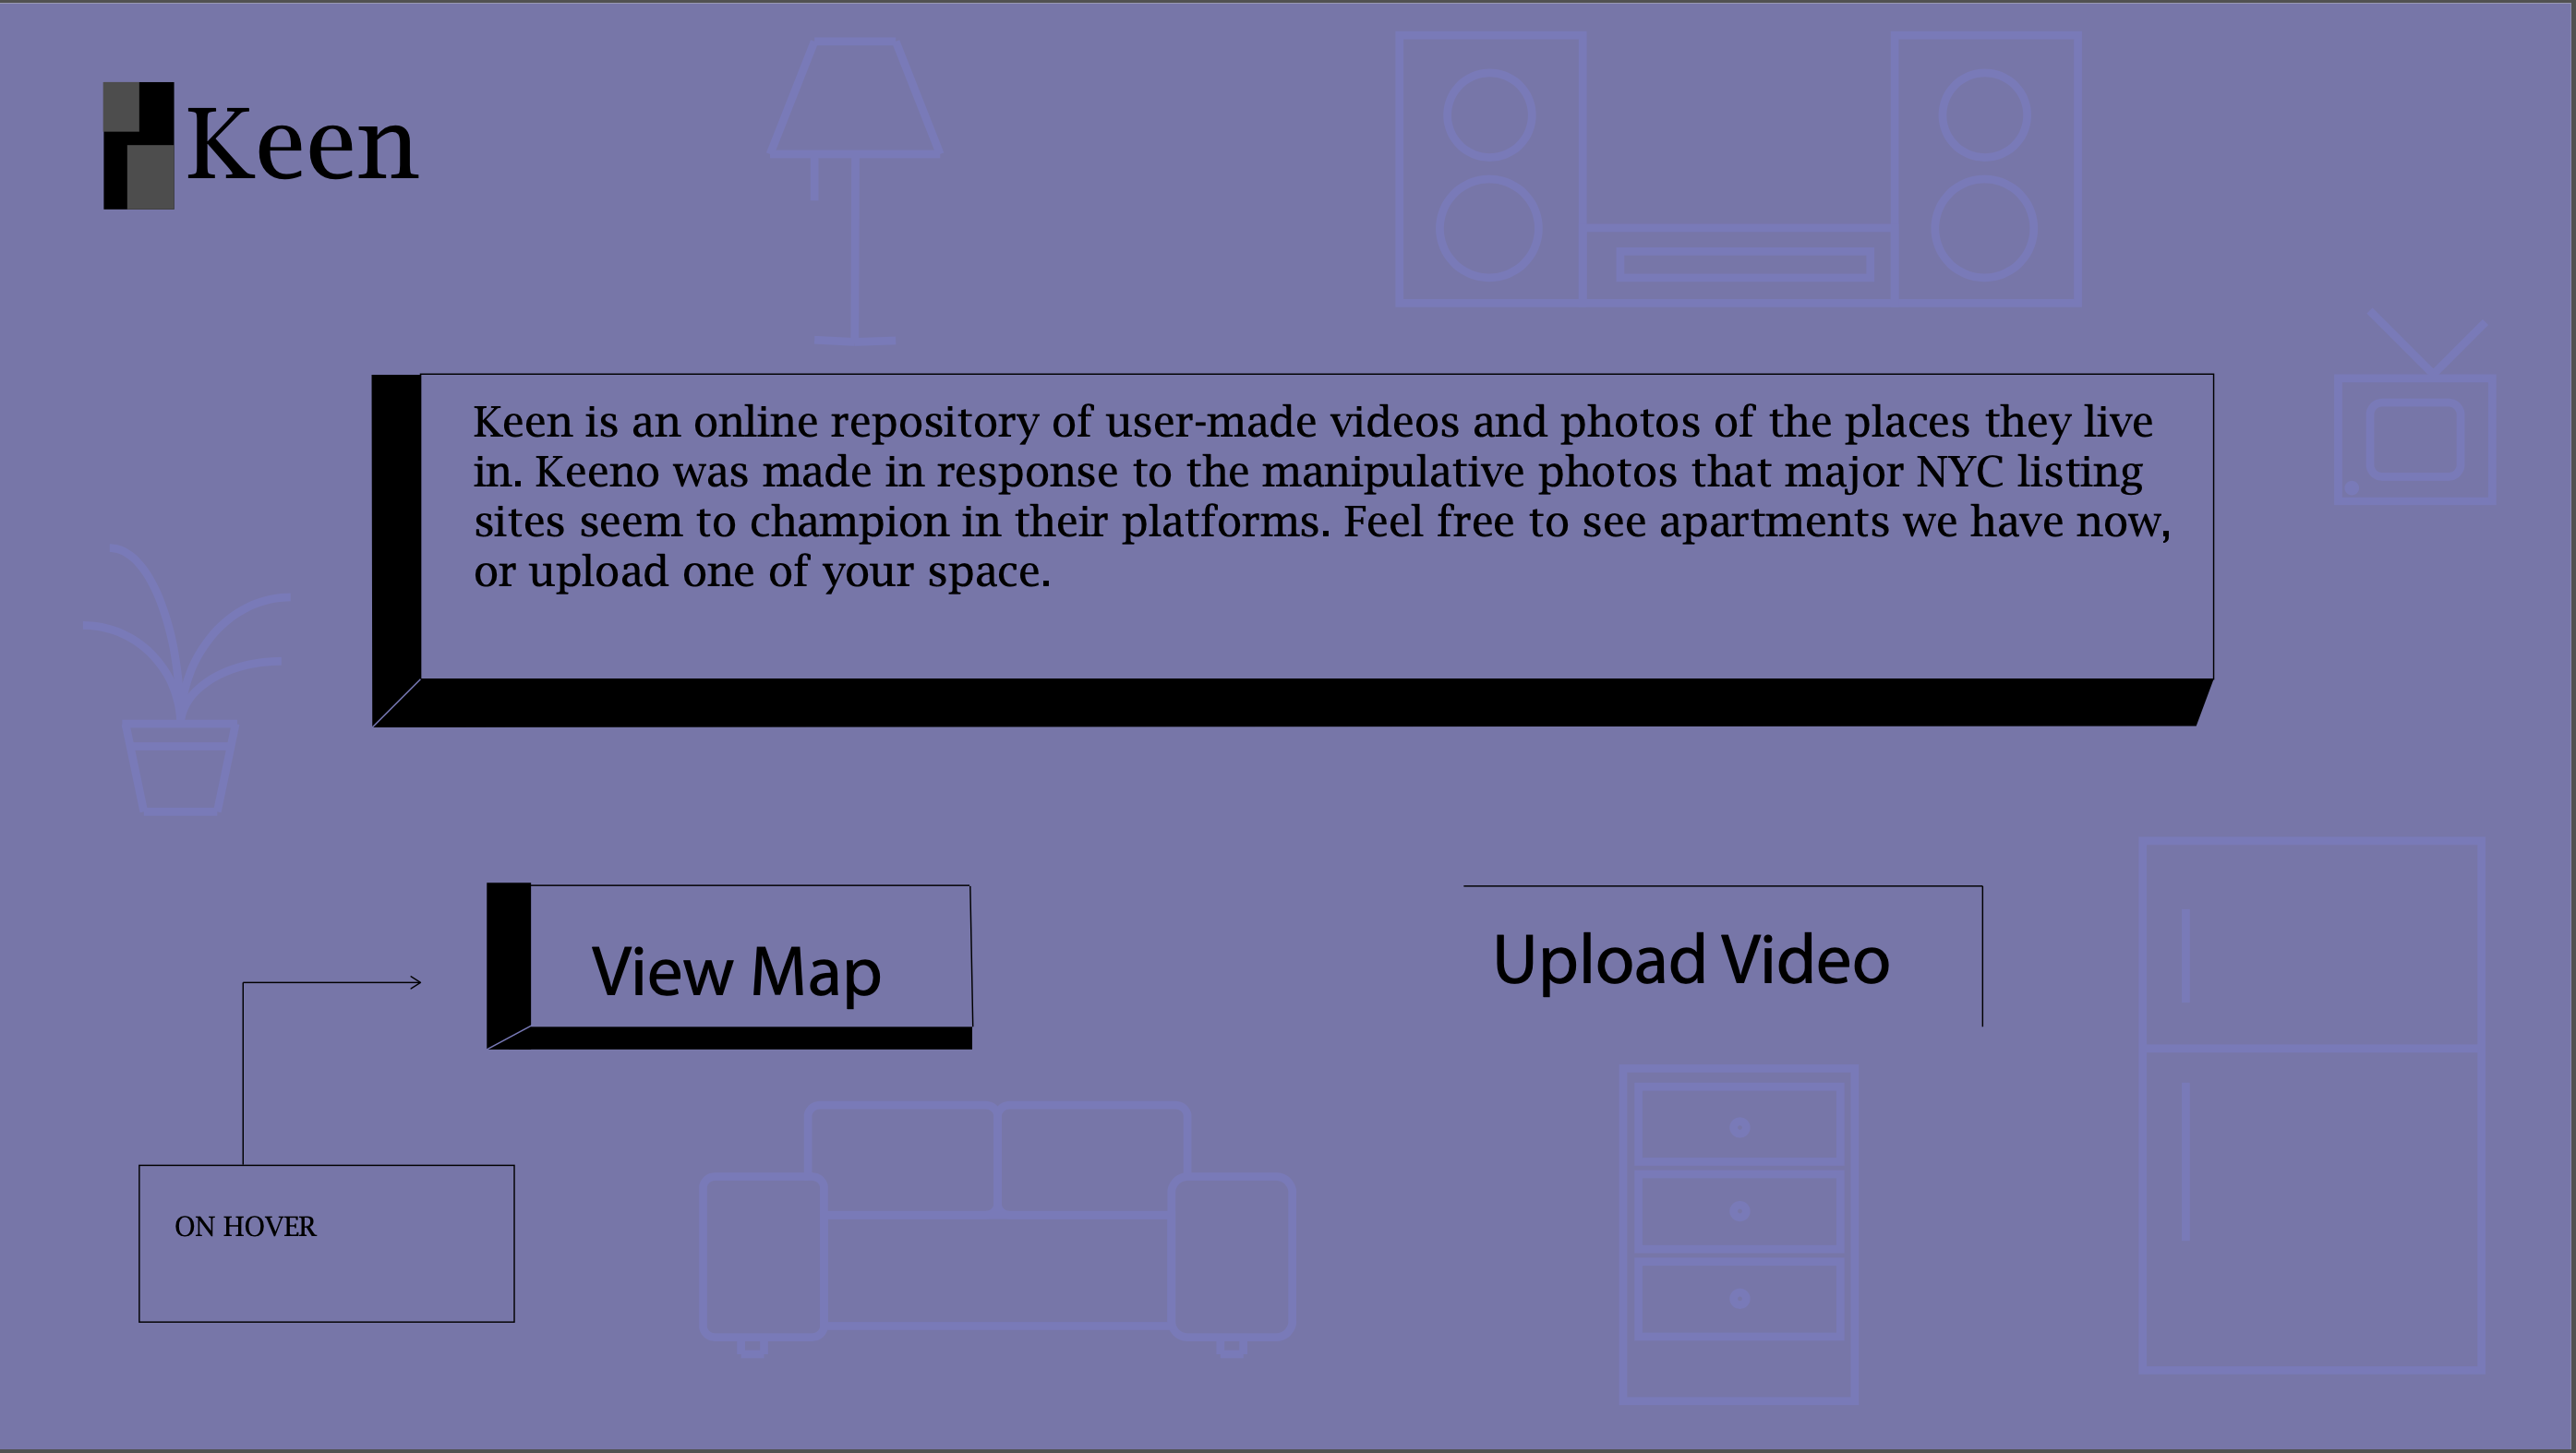 Keen
Keen is an online repository of user-made videos and photos of the places they live
in. Keeno was made in response to the manipulative photos that major NYC listing
sites seem to champion in their platforms. Feel free to see apartments we have now,
or upload one of your space.
View Map
Upload Video
ON HOVER